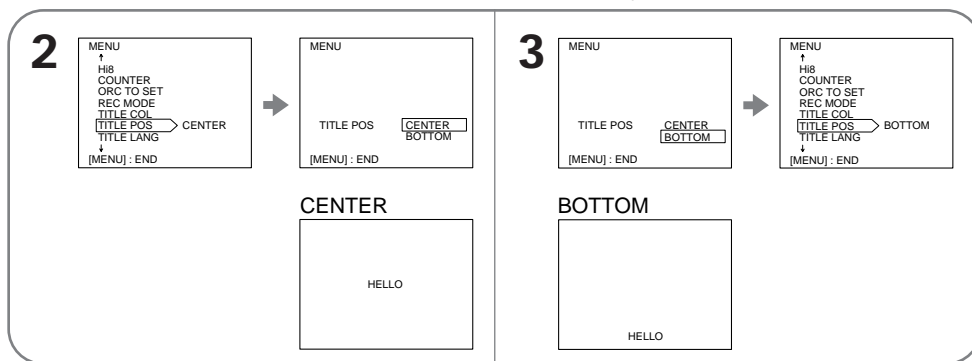 2
MENU
Hi8
COUNTER
ORC TO SET
REC MODE
TITLE COL
TITLE POS CENTER
TITLE LANG
[MENU] : END
MENU
TITLE POS CENTER
BOTTOM
[MENU] : END
CENTER
HELLO
3
MENU
TITLE POS CENTER
BOTTOM
[MENU] : END
MENU
Hi8
COUNTER
ORC TO SET
REC MODE
TITLE COL
TITLE POS BOTTOM
TITLE LANG
[MENU] : END
BOTTOM
HELLO